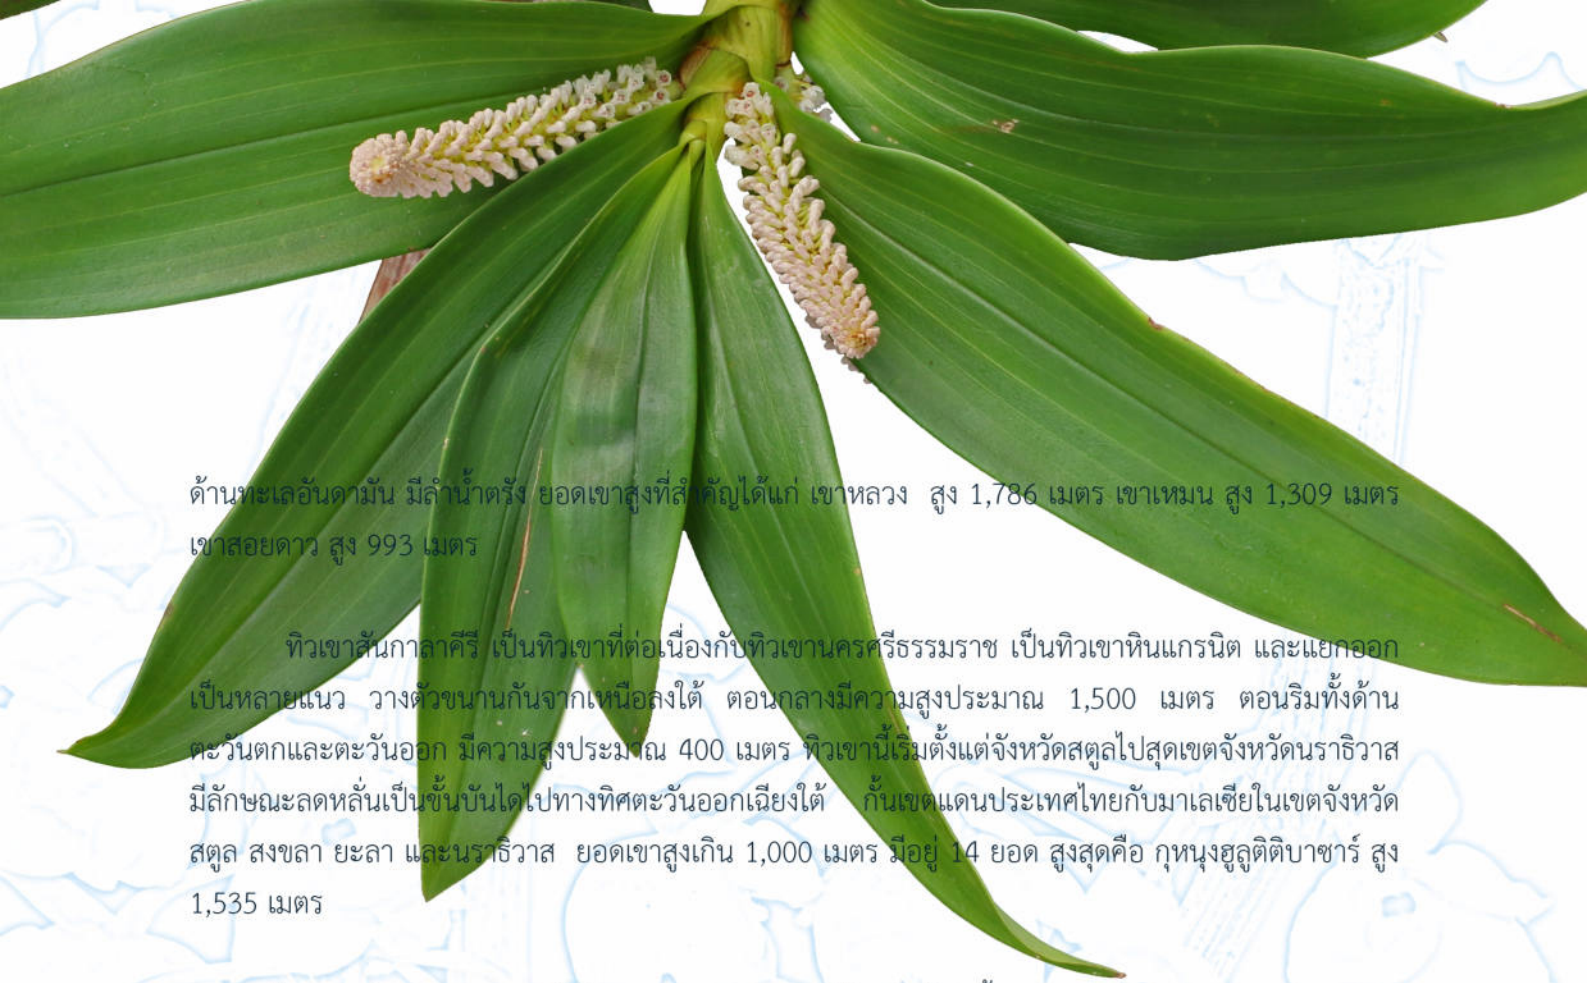 ด้านทะเลอันดามัน มีลำน้ำตรัง ยอดเขาสูงที่สำคัญได้แก่ เขาหลวง สูง 1,786 เมตร เขาเหมน สูง 1,309 เมตร
เขาสอยดาว สูง 993 เมตร
ทิวเขาสันกาลาคีรี เป็นทิวเขาที่ต่อเนื่องกับทิวเขานครศรีธรรมราช เป็นทิวเขาหินแกรนิต และแยกออก
เป็นหลายแนว วางตัวขนานกันจากเหนือลงใต้ ตอนกลางมีความสูงประมาณ 1,500 เมตร ตอนริมทั้งด้าน
ตะวันตกและตะวันออก มีความสูงประมาณ 400 เมตร ทิวเขานี้เริ่มตั้งแต่จังหวัดสตูลไปสุดเขตจังหวัดนราธิวาส
มีลักษณะลดหลั่นเป็นขั้นบันไดไปทางทิศตะวันออกเฉียงใต้ กั้นเขตแดนประเทศไทยกับมาเลเซียในเขตจังหวัด
สตูล สงขลา ยะลา และนราธิวาส ยอดเขาสูงเกิน 1,000 เมตร มีอยู่ 14 ยอด สูงสุดคือ กุหนุงฮูลูติติบาซาร์ สูง
1,535 เมตร